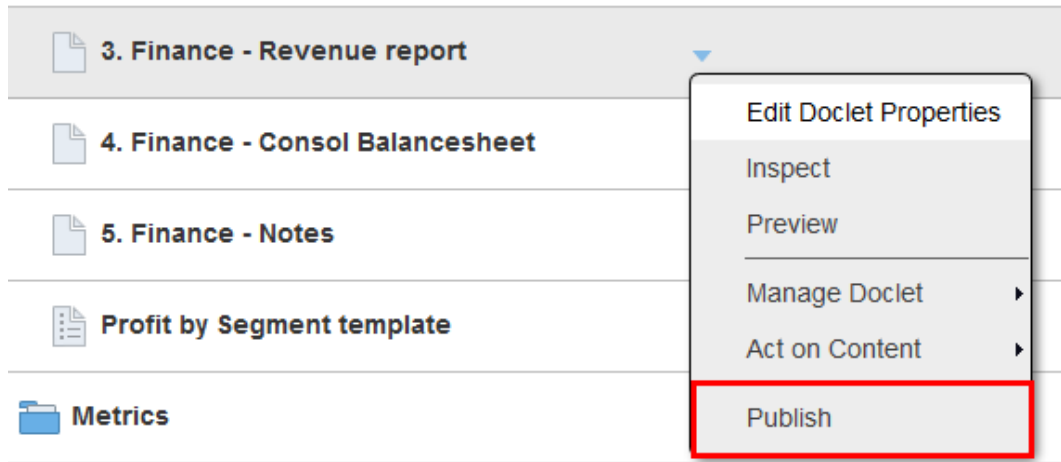 3. Finance - Revenue report
4. Finance - Consol Balancesheet
5. Finance - Notes
Profit by Segment template
Metrics
Edit Doclet Properties
Inspect
Preview
Manage Doclet
Act on Content
Publish